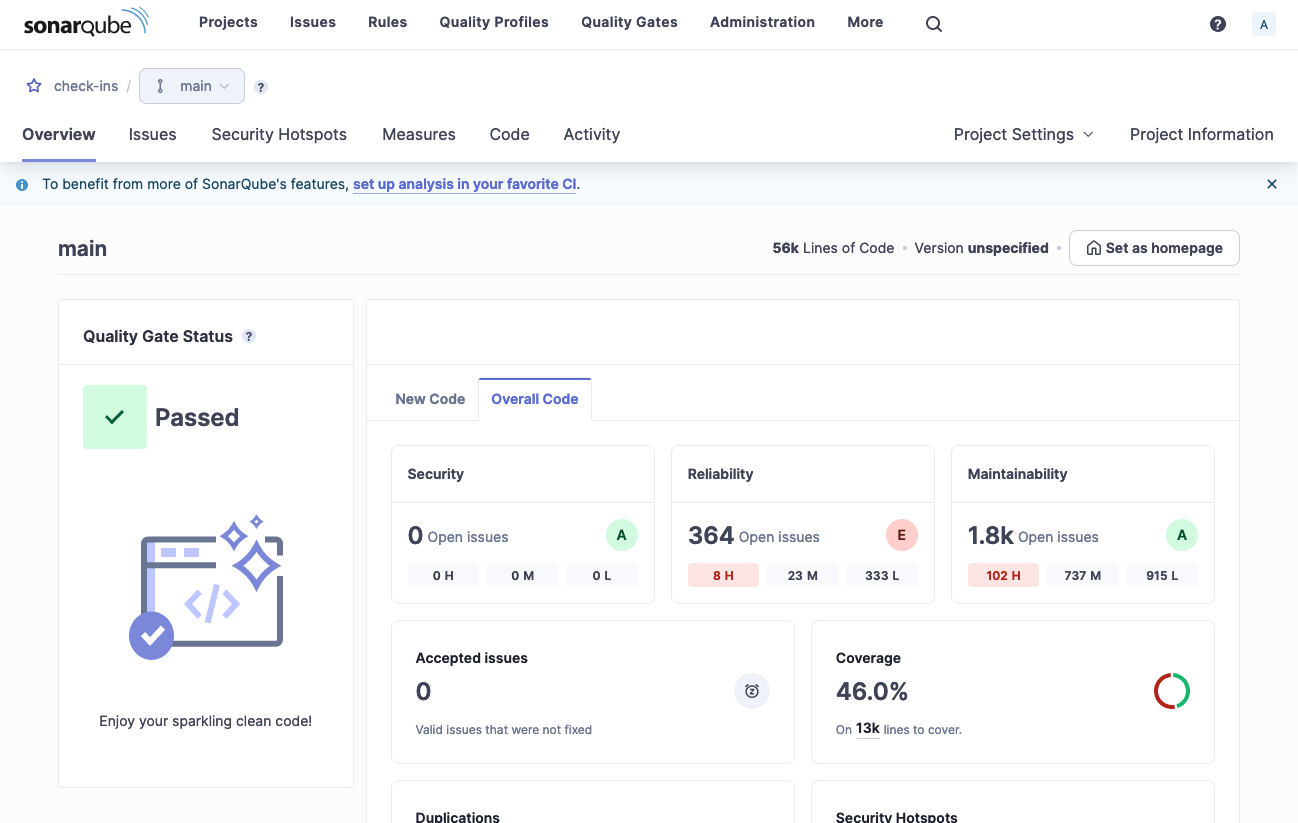 sonarqube Projects Issues Rules Quality Profiles Quality Gates Administration More ? A
check-ins / main ?
Overview Issues Security Hotspots Measures Code Activity Project Settings Project Information
To benefit from more of SonarQube's features, set up analysis in your favorite CI.
main 56k Lines of Code • Version unspecified • Set as homepage
Quality Gate Status ?
Passed
Enjoy your sparkling clean code!
New Code Overall Code
Security
0 Open issues A
0 H 0 M 0 L
Reliability
364 Open issues E
8 H 23 M 333 L
Maintainability
1.8k Open issues A
102 H 737 M 915 L
Accepted issues
0
Valid issues that were not fixed
Coverage
46.0%
On 13k lines to cover.
Duplications
Security Hotspots